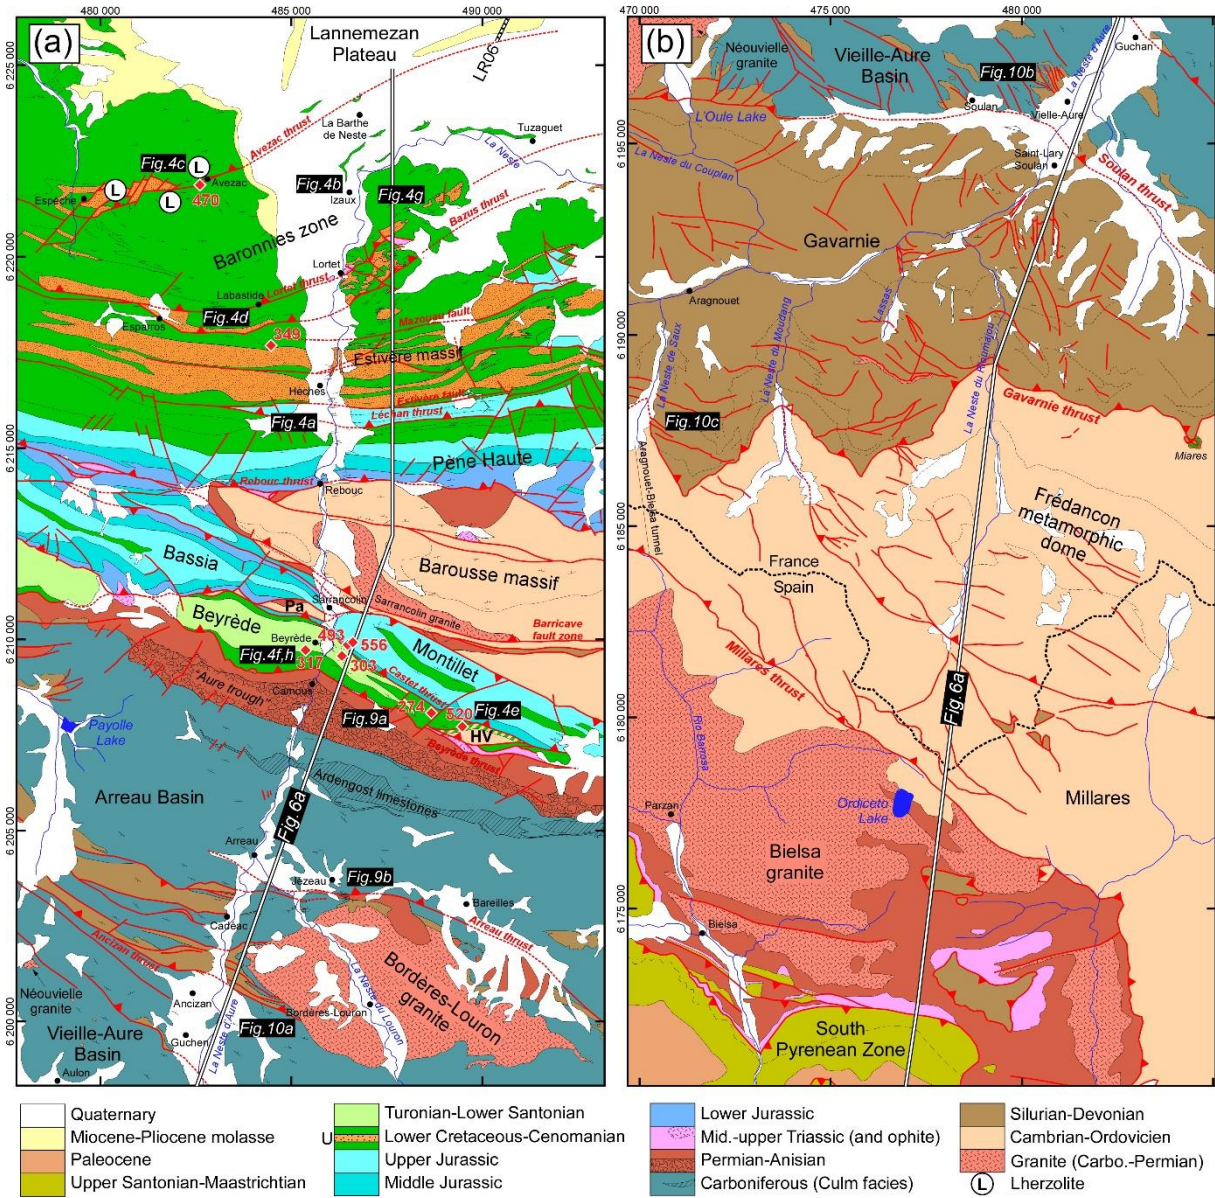 480 000
485 000
490 000
6 225 000
6 220 000
6 215 000
6 210 000
6 205 000
6 200 000
(a)
Lannemezan
Plateau
LR06
La Barthe
de Neste
Tuzaguet
La Neste
Avezac thrust
Fig.4c
L
L
L
Avezac
470
Espèche
Fig.4b
Izaux
Fig.4g
Bazus thrust
Baronnies zone
Lortet
Lortet thrust
Labastide
Fig.4d
Esparros
Mazouau fault
349
Estivère massif
Hèches
Estivère fault
Léchan thrust
Fig.4a
Pène Haute
Rebouc thrust
Rebouc
Bassia
Barousse massif
Sarrancolin
Sarrancolin granite
Pa
Barricave
fault zone
Beyrède
Beyrède
493
556
Fig.4f,h
317
303
Montillet
Castet thrust
"Aure trough"
Camous
274
520
Fig.4e
Fig.9a
HV
Beyrède thrust
Payolle
Lake
Ardengost limestones
Arreau Basin
Fig.6a
Arreau
Jézeau
Fig.9b
Bareilles
Cadéac
Arreau thrust
Ancizan thrust
Néouvielle
granite
Ancizan
Bordères-Louron
granite
Bordères-Louron
La Neste du Louron
La Neste d'Aure
Fig.10a
Vieille-Aure
Basin
Guchen
Aulon
470 000
475 000
480 000
6 195 000
6 190 000
6 185 000
6 180 000
6 175 000
(b)
Néouvielle
granite
Vieille-Aure
Basin
Fig.10b
La Neste d'Aure
Guchan
Soulan
Vielle-Aure
L'Oule Lake
La Neste du Couplan
Saint-Lary
Soulan
Soulan thrust
Gavarnie
Aragnouet
La Neste de Saux
La Neste du Moudang
Lassas
La Neste du Rioumajou
Gavarnie thrust
Fig.10c
Miares
Aragnouet-Bielsa tunnel
Frédancon
metamorphic
dome
France
Spain
Millares thrust
Fig.6a
Rio Barrosa
Parzan
Ordiceto
Lake
Millares
Bielsa
granite
Bielsa
South
Pyrenean Zone
Quaternary
Miocene-Pliocene molasse
Paleocene
Upper Santonian-Maastrichtian
Turonian-Lower Santonian
U
Lower Cretaceous-Cenomanian
Upper Jurassic
Middle Jurassic
Lower Jurassic
Mid.-upper Triassic (and ophite)
Permian-Anisian
Carboniferous (Culm facies)
Silurian-Devonian
Cambrian-Ordovicien
Granite (Carbo.-Permian)
L
Lherzolite